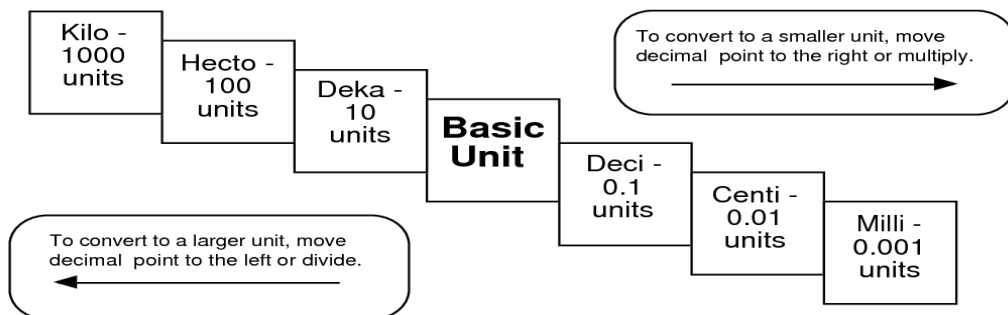 Kilo -
1000
units
Hecto -
100
units
Deka -
10
units
Basic
Unit
Deci -
0.1
units
Centi -
0.01
units
Milli -
0.001
units
To convert to a smaller unit, move
decimal point to the right or multiply.
To convert to a larger unit, move
decimal point to the left or divide.